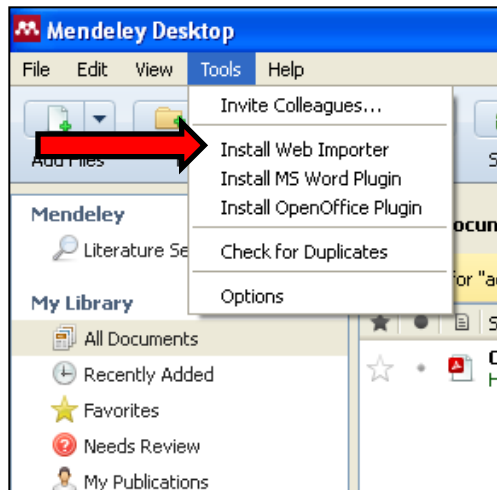 Mendeley Desktop
File Edit View Tools Help
Invite Colleagues...
Install Web Importer
Install MS Word Plugin
Install OpenOffice Plugin
Check for Duplicates
Options
Add Files
Mendeley
Literature Se
My Library
All Documents
Recently Added
Favorites
Needs Review
My Publications
ocun
for "a
S